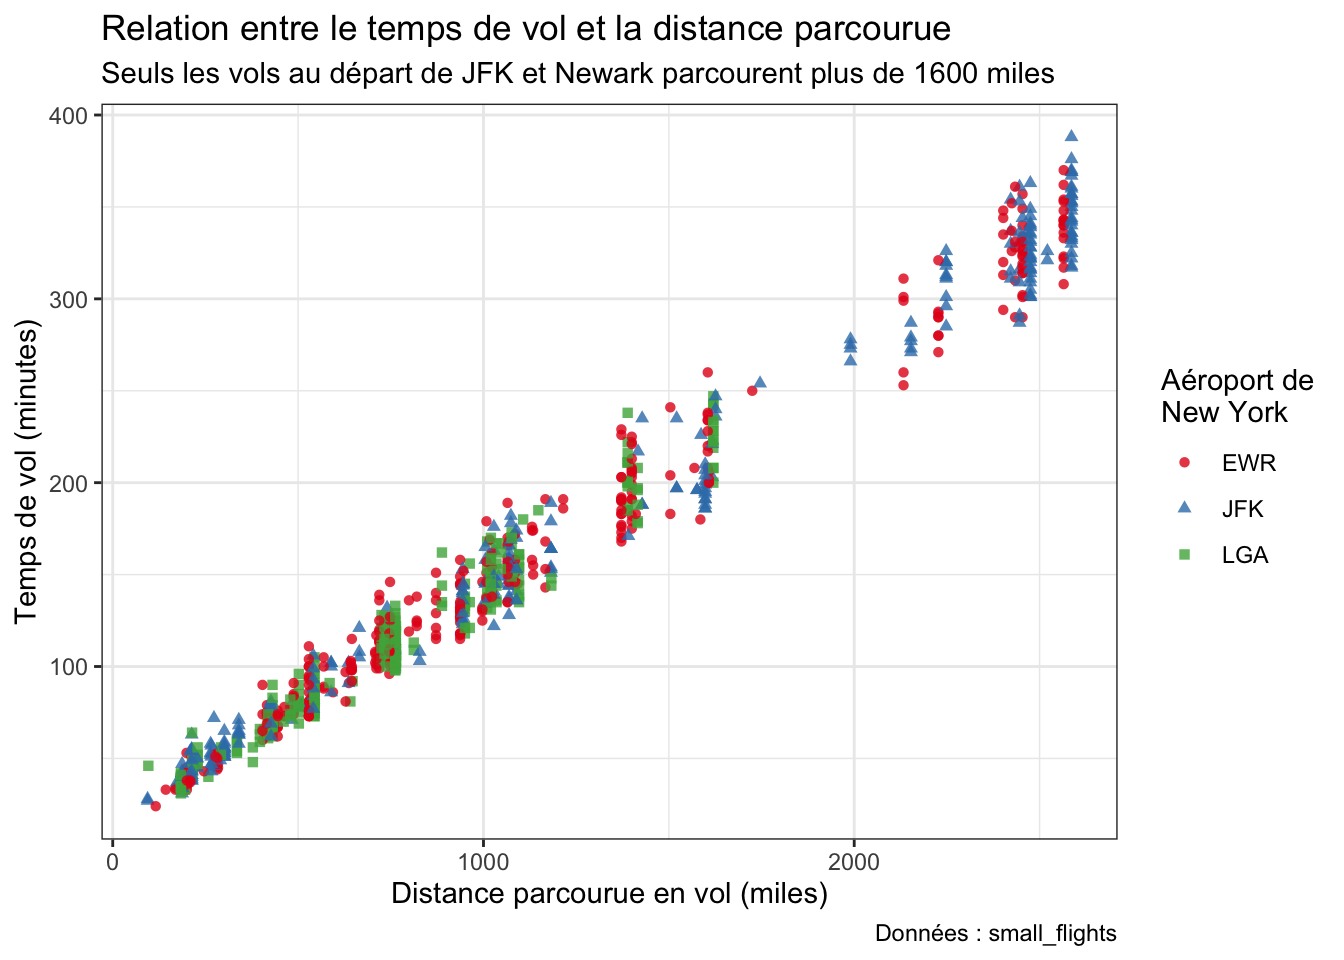 Relation entre le temps de vol et la distance parcourue
Seuls les vols au départ de JFK et Newark parcourent plus de 1600 miles
400
300
200
100
Temps de vol (minutes)
0
1000
2000
Distance parcourue en vol (miles)
Aéroport de
New York
EWR
JFK
LGA
Données : small_flights